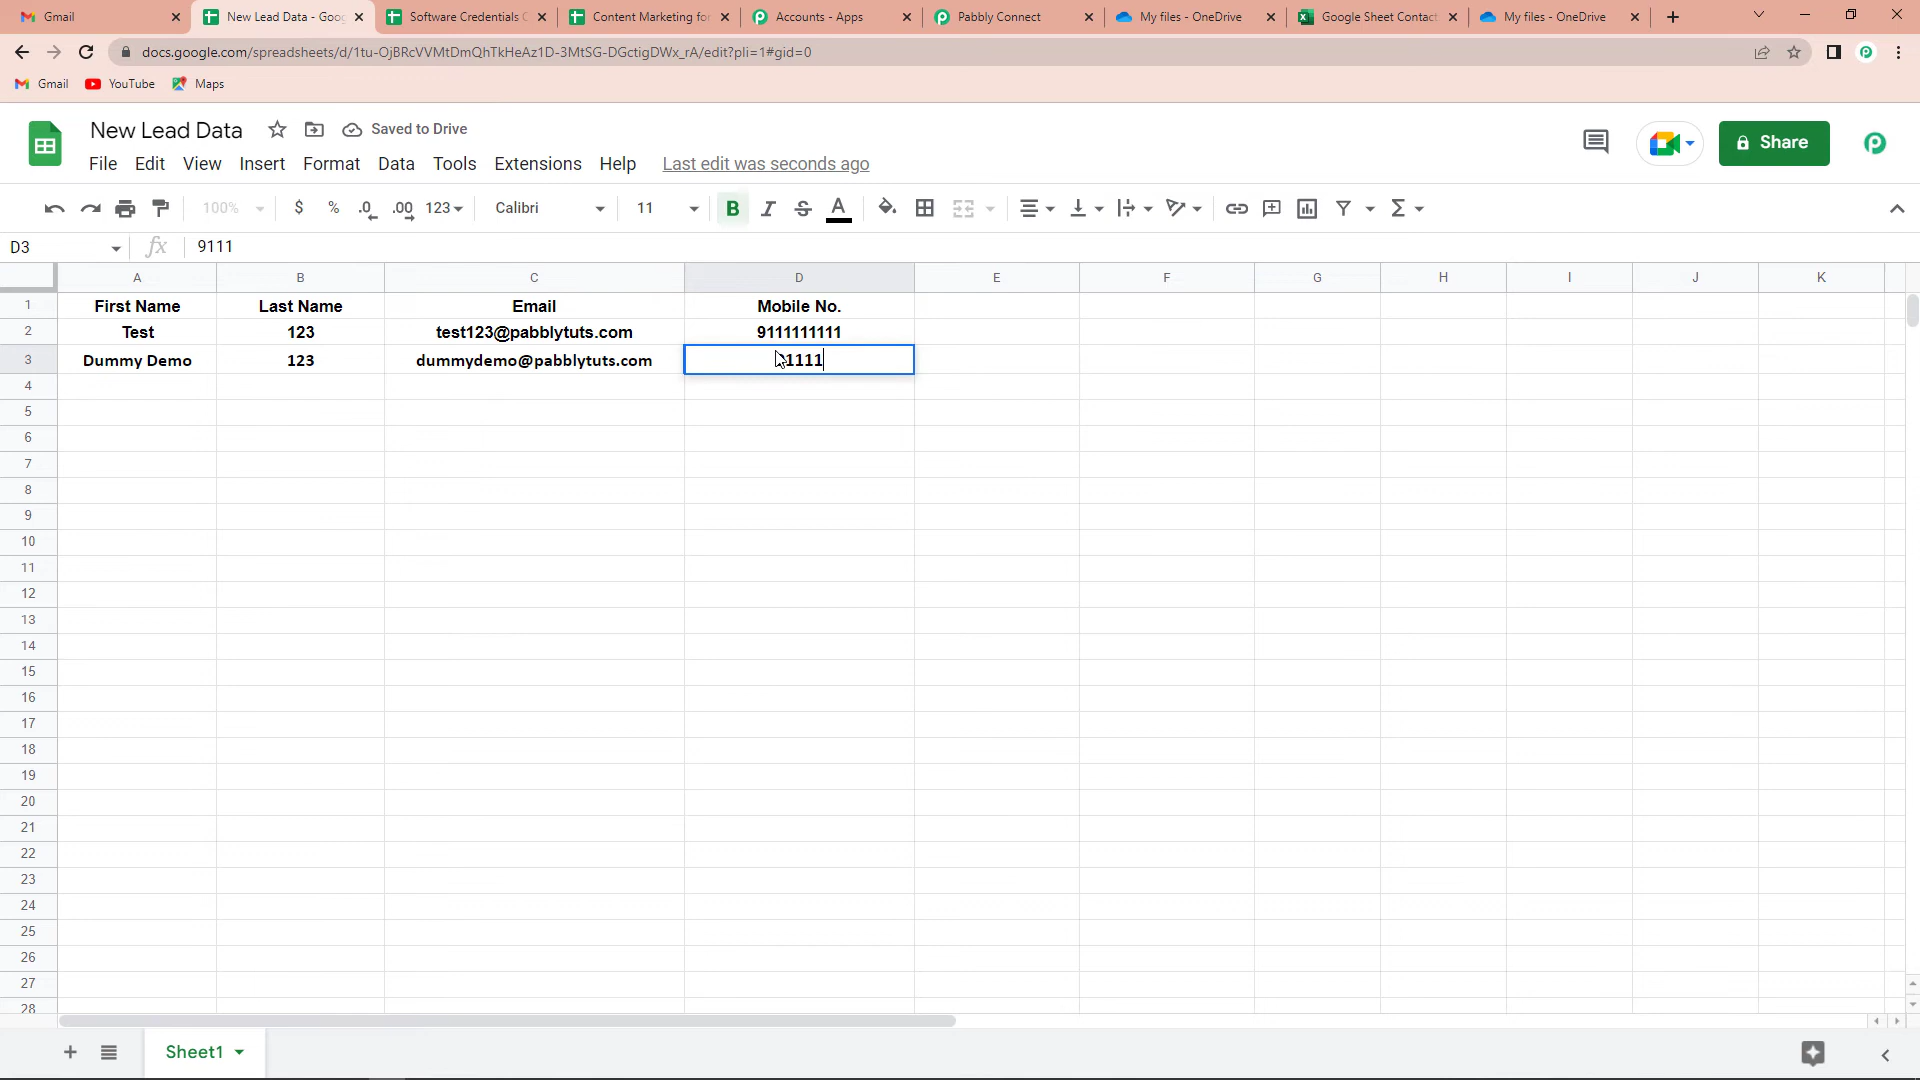 Gmail
New Lead Data - Goo
Software Credentials C
Content Marketing for
Accounts - Apps
Pabbly Connect
My files - OneDrive
Google Sheet Contact
My files - OneDrive
docs.google.com/spreadsheets/d/1tu-OjBRcVVMtDmQhTkHeAz1D-3MtSG-DGctigDWx_rA/edit?pli=1#gid=0
Gmail YouTube Maps
New Lead Data Saved to Drive
File Edit View Insert Format Data Tools Extensions Help Last edit was seconds ago
Share
100% $ % .0 .00 123 Calibri 11 B I S A Σ
D3 fx 9111
A B C D E F G H I J K
1 First Name Last Name Email Mobile No.
2 Test 123 test123@pabblytuts.com 9111111111
3 Dummy Demo 123 dummydemo@pabblytuts.com 1111
4
5
6
7
8
9
10
11
12
13
14
15
16
17
18
19
20
21
22
23
24
25
26
27
28
Sheet1